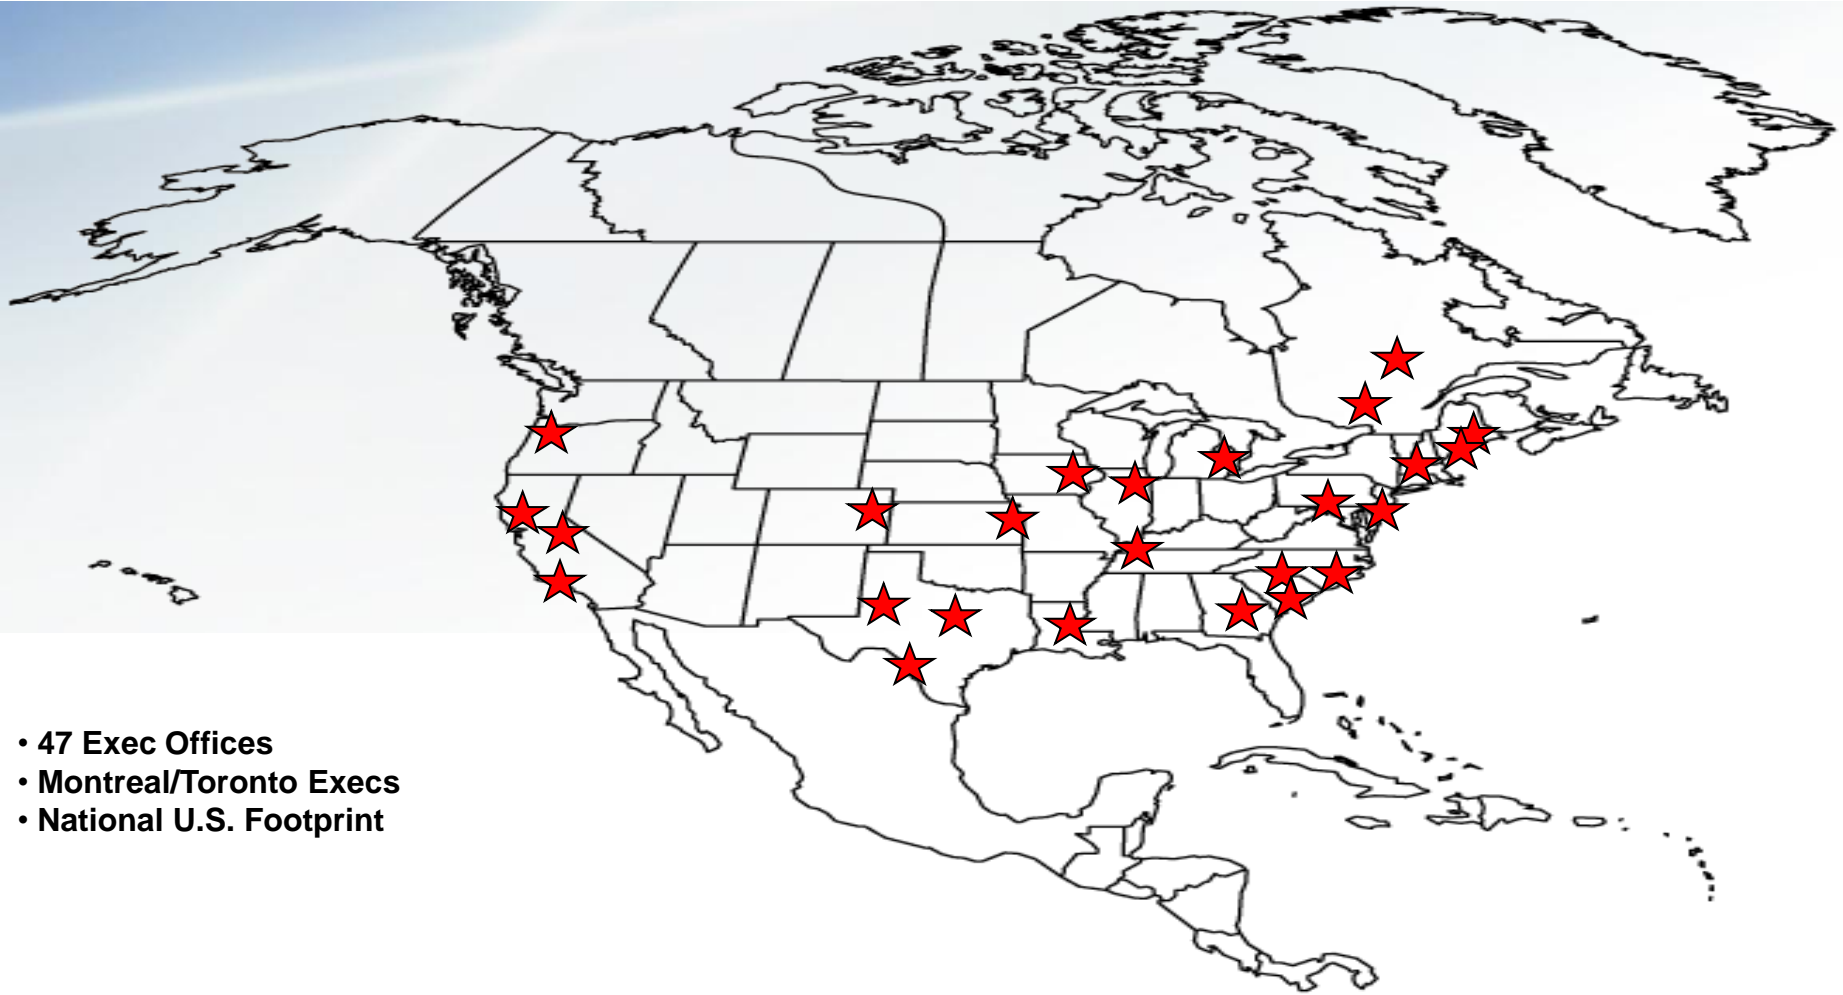 • 47 Exec Offices
• Montreal/Toronto Execs
• National U.S. Footprint